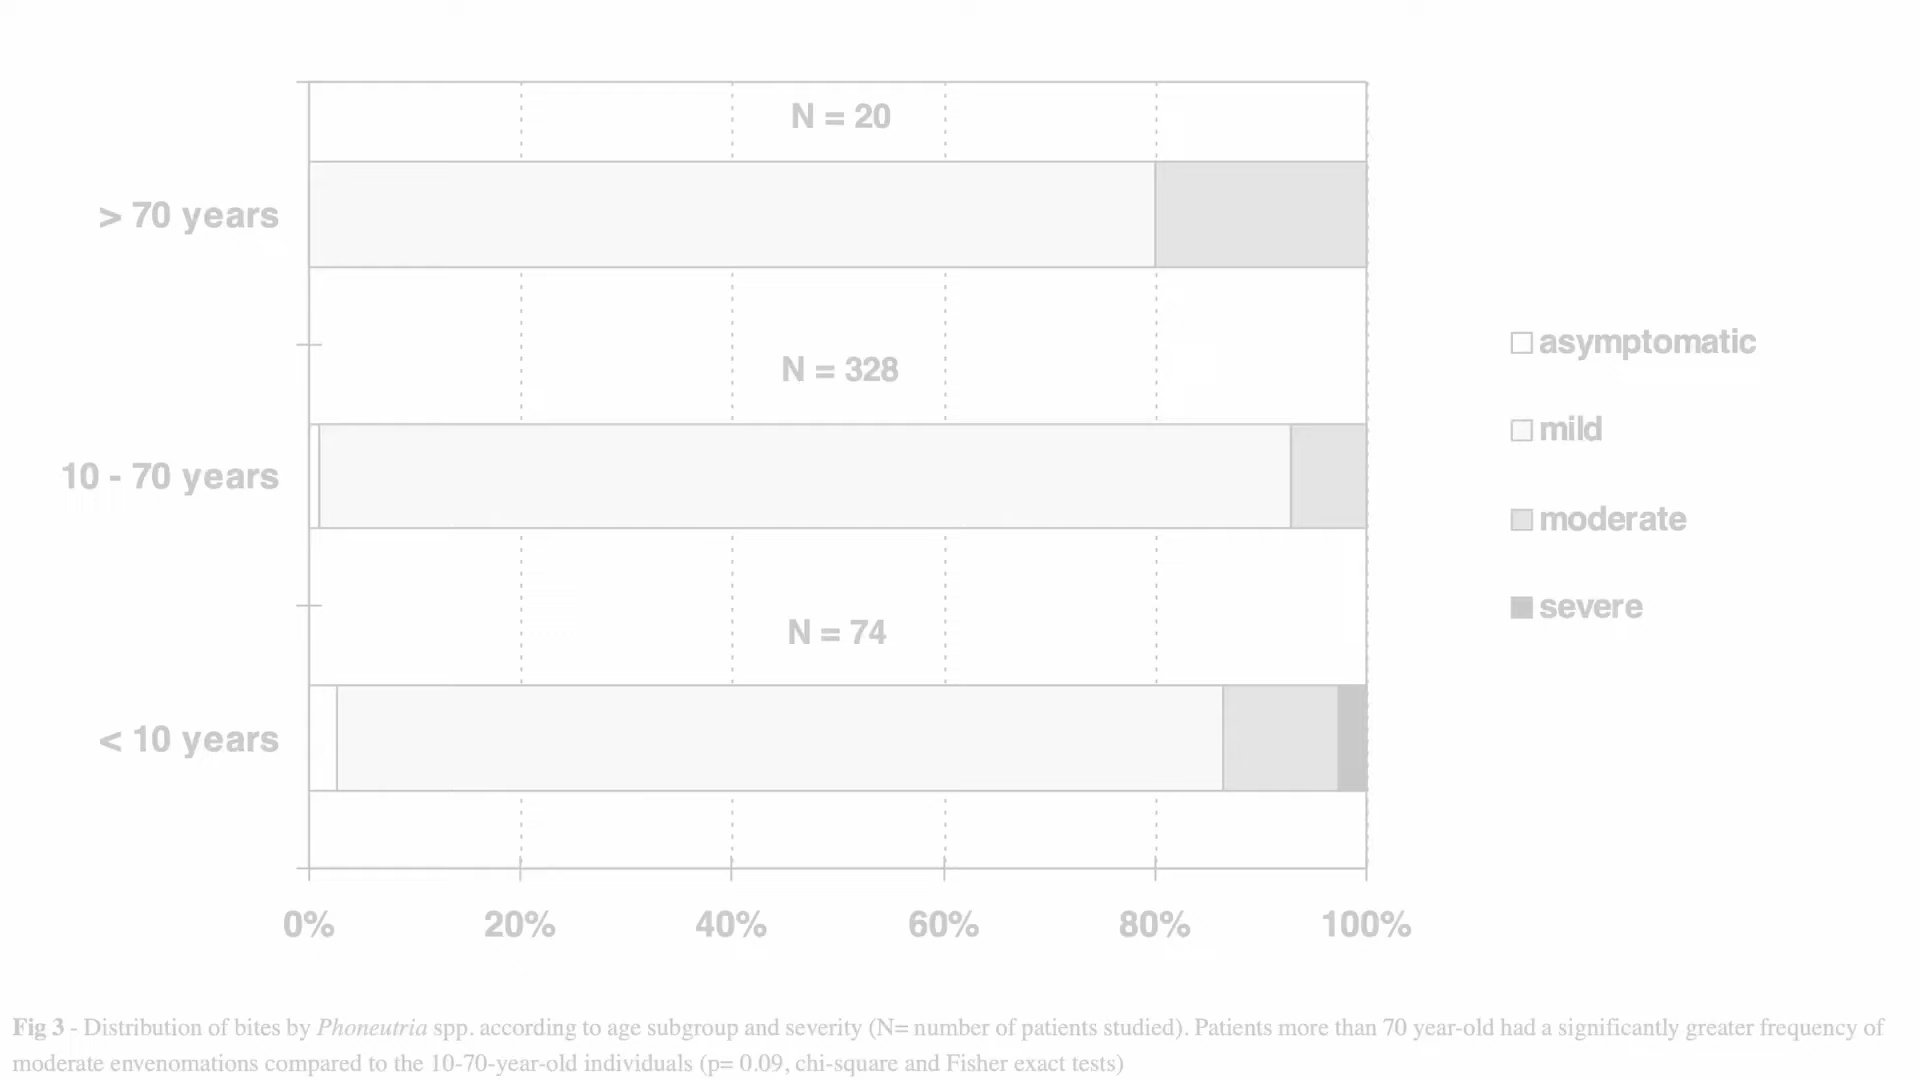 N = 20
> 70 years
N = 328
10 - 70 years
N = 74
< 10 years
0% 20% 40% 60% 80% 100%
asymptomatic
mild
moderate
severe
Fig 3 - Distribution of bites by Phoneutria spp. according to age subgroup and severity (N= number of patients studied). Patients more than 70 year-old had a significantly greater frequency of
moderate envenomations compared to the 10-70-year-old individuals (p= 0.09, chi-square and Fisher exact tests)